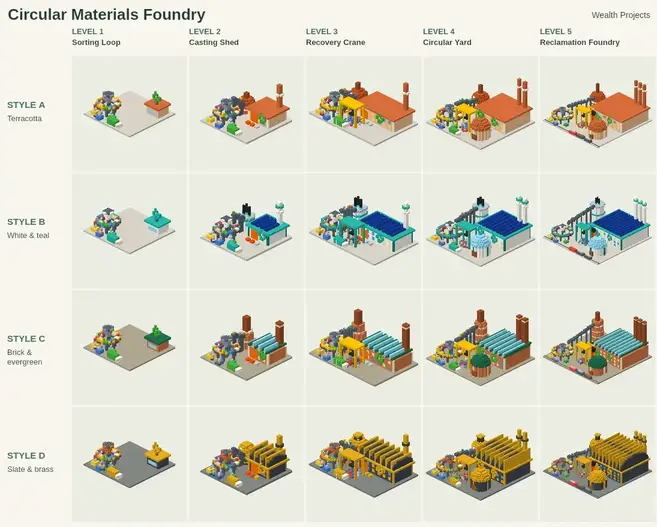 Circular Materials Foundry
Wealth Projects
LEVEL 1
Sorting Loop
LEVEL 2
Casting Shed
LEVEL 3
Recovery Crane
LEVEL 4
Circular Yard
LEVEL 5
Reclamation Foundry
STYLE A
Terracotta
STYLE B
White & teal
STYLE C
Brick &
evergreen
STYLE D
Slate & brass